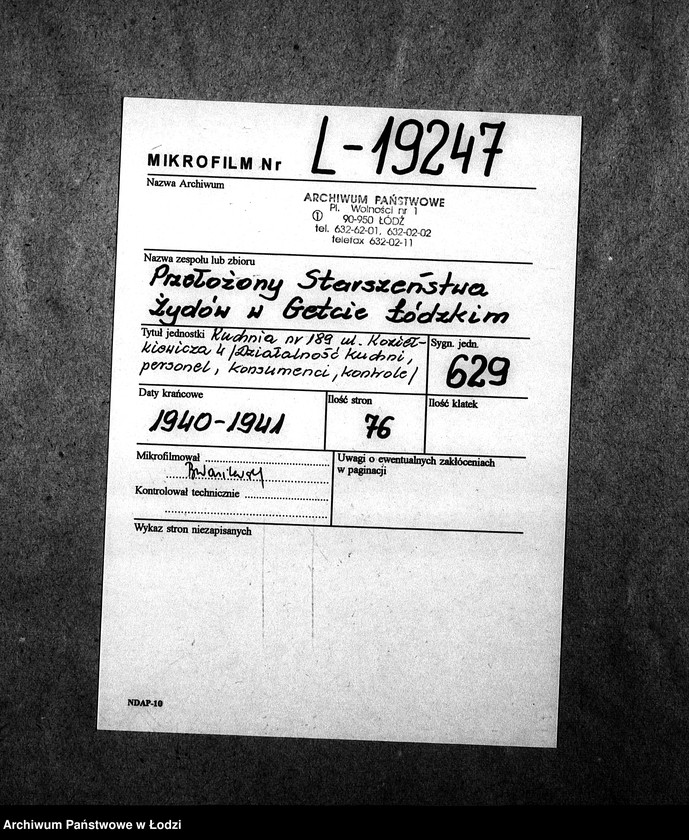 MIKROFILM Nr L-19247
Nazwa Archiwum
ARCHIWUM PAŃSTWOWE
Pl. Wolności nr 1
90-950 ŁÓDŹ
tel. 632-62-01, 632-02-02
telefax 632-02-11
Nazwa zespołu lub zbioru
Przełożony Starszeństwa
Żydów w Getcie Łódzkim
Tytuł jednostki Kuchnia nr 189 ul. Kozieł-
kiewicza 4 /Działalność kuchni,
personel, konsumenci, kontrole/
Sygn. jedn.
629
Daty krańcowe
1940-1941
Ilość stron
76
Ilość klatek
Mikrofilmował
Kontrolował technicznie
Uwagi o ewentualnych zakłóceniach
w paginacji
Wykaz stron niezapisanych
NDAP-10
Archiwum Państwowe w Łodzi